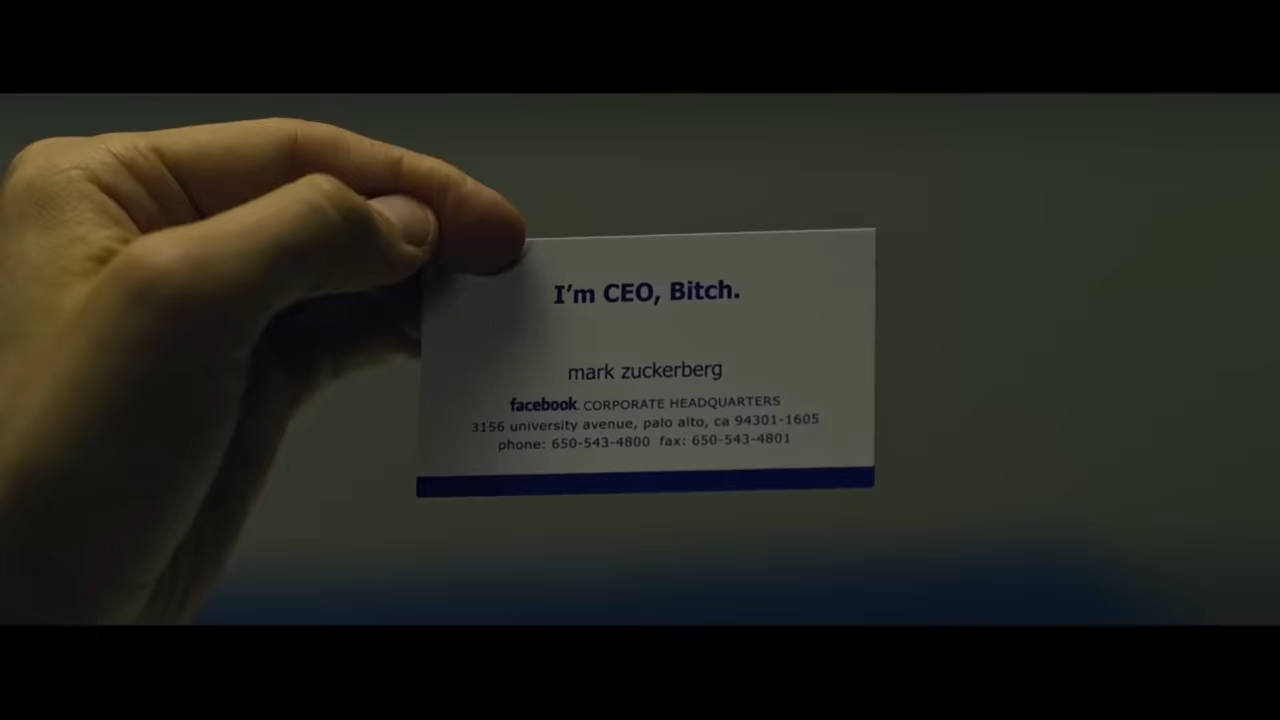 I'm CEO, Bitch.
mark zuckerberg
facebook CORPORATE HEADQUARTERS
3156 university avenue, palo alto, ca 94301-1605
phone: 650-543-4800 fax: 650-543-4801